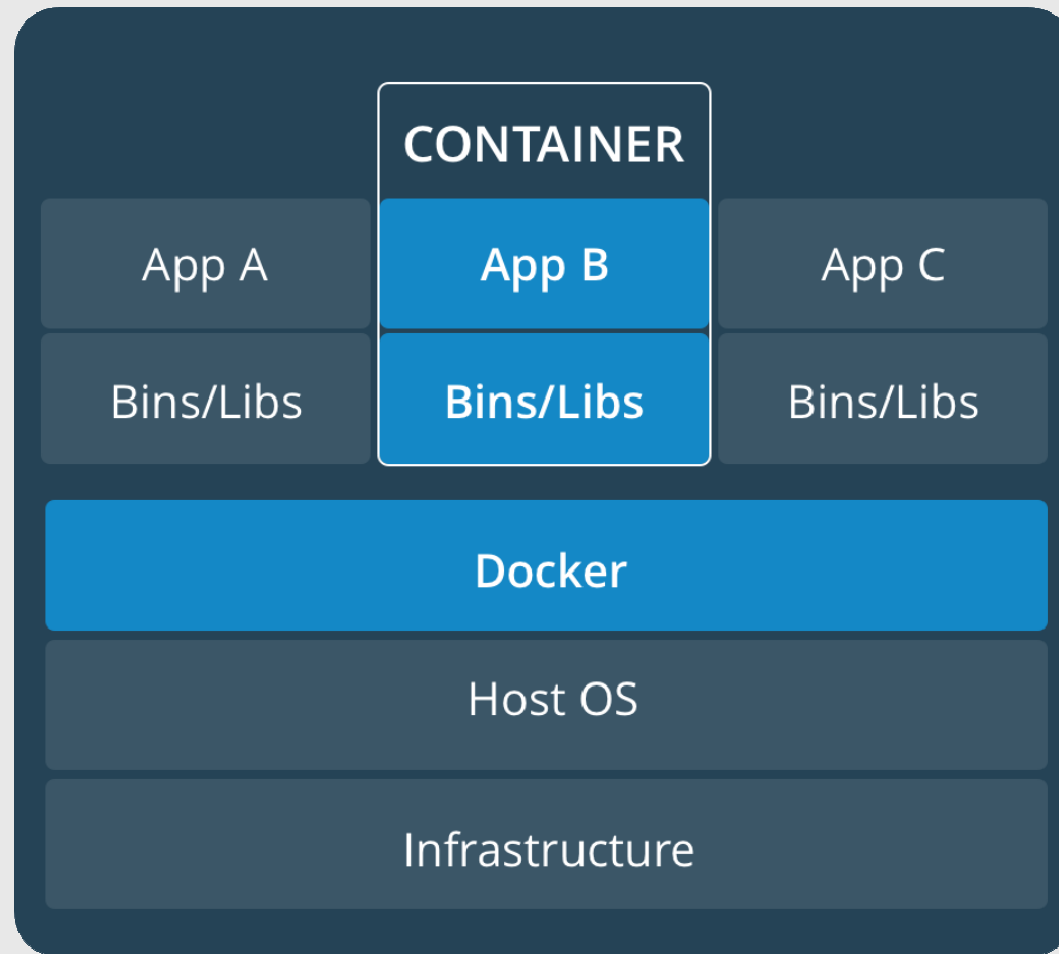 CONTAINER
App A
App B
App C
Bins/Libs
Bins/Libs
Bins/Libs
Docker
Host OS
Infrastructure